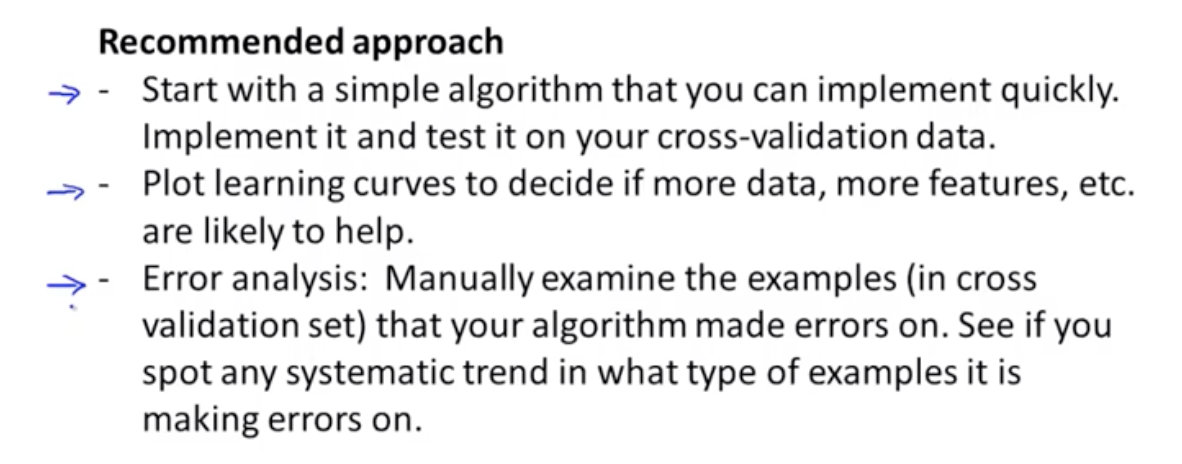 Recommended approach
- Start with a simple algorithm that you can implement quickly.
Implement it and test it on your cross-validation data.
- Plot learning curves to decide if more data, more features, etc.
are likely to help.
- Error analysis: Manually examine the examples (in cross
validation set) that your algorithm made errors on. See if you
spot any systematic trend in what type of examples it is
making errors on.